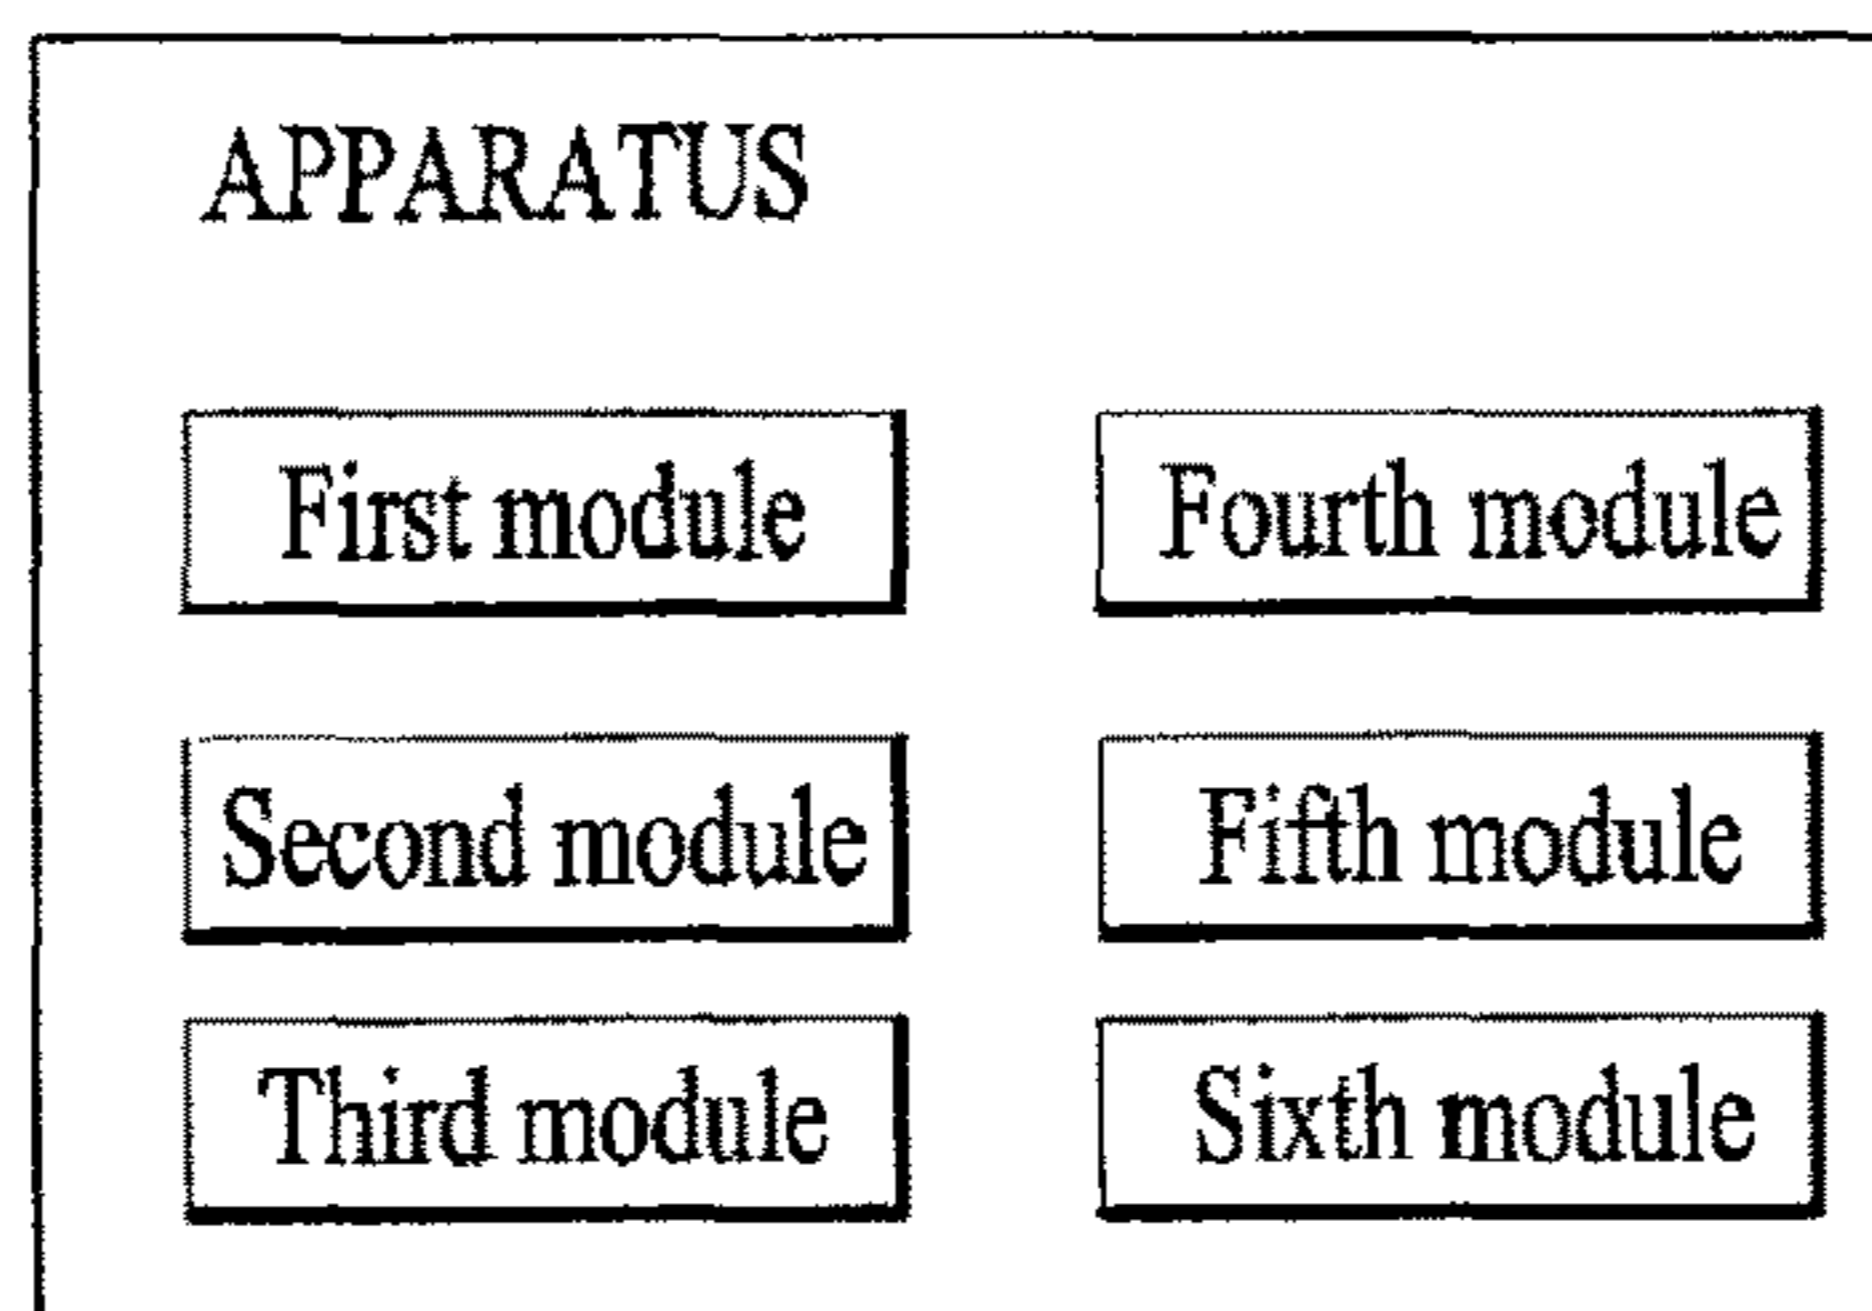 APPARATUS
First module
Fourth module
Second module
Fifth module
Third module
Sixth module